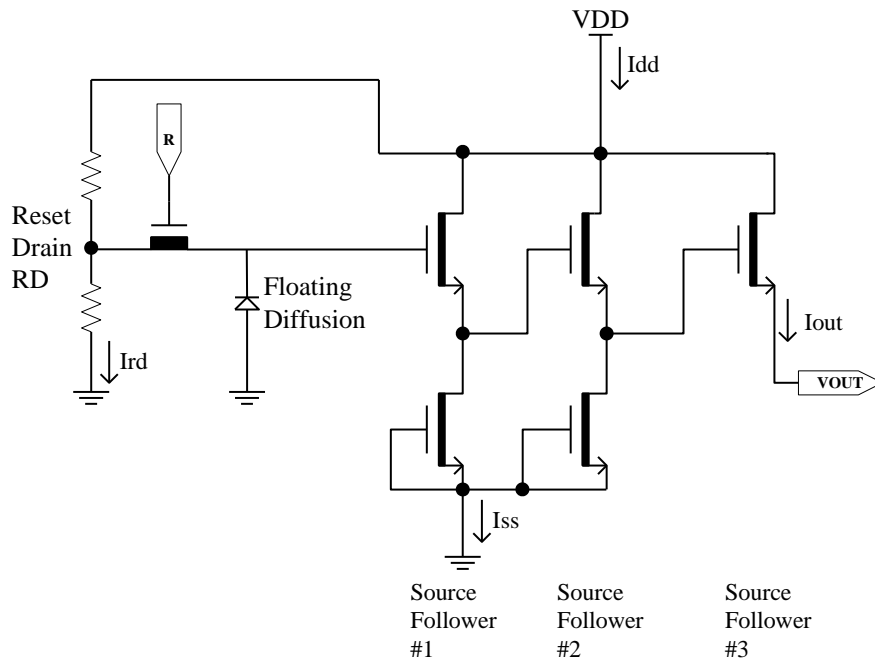 VDD
Idd
R
Reset
Drain
RD
Floating
Diffusion
Iout
Ird
VOUT
Iss
Source
Follower
#1
Source
Follower
#2
Source
Follower
#3